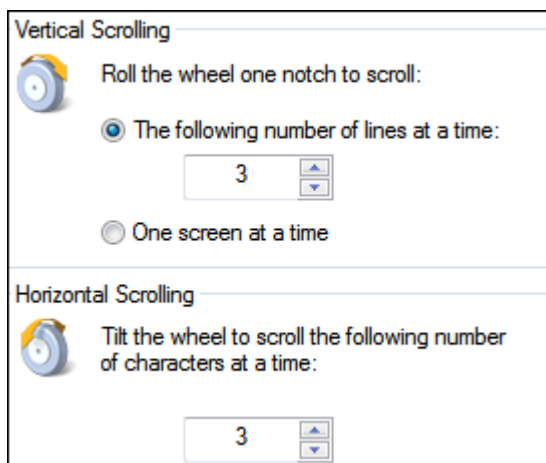 Vertical Scrolling
Roll the wheel one notch to scroll:
The following number of lines at a time:
3
One screen at a time
Horizontal Scrolling
Tilt the wheel to scroll the following number
of characters at a time:
3